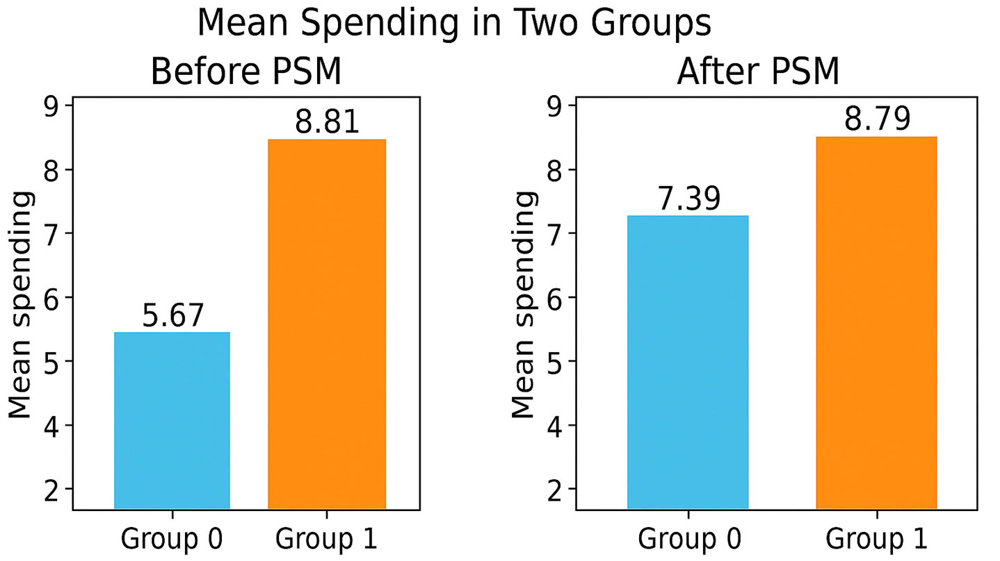 Mean Spending in Two Groups
Before PSM
Mean spending
9
8
7
6
5
4
2
5.67
8.81
Group 0
Group 1
After PSM
Mean spending
9
8
7
6
5
4
2
7.39
8.79
Group 0
Group 1